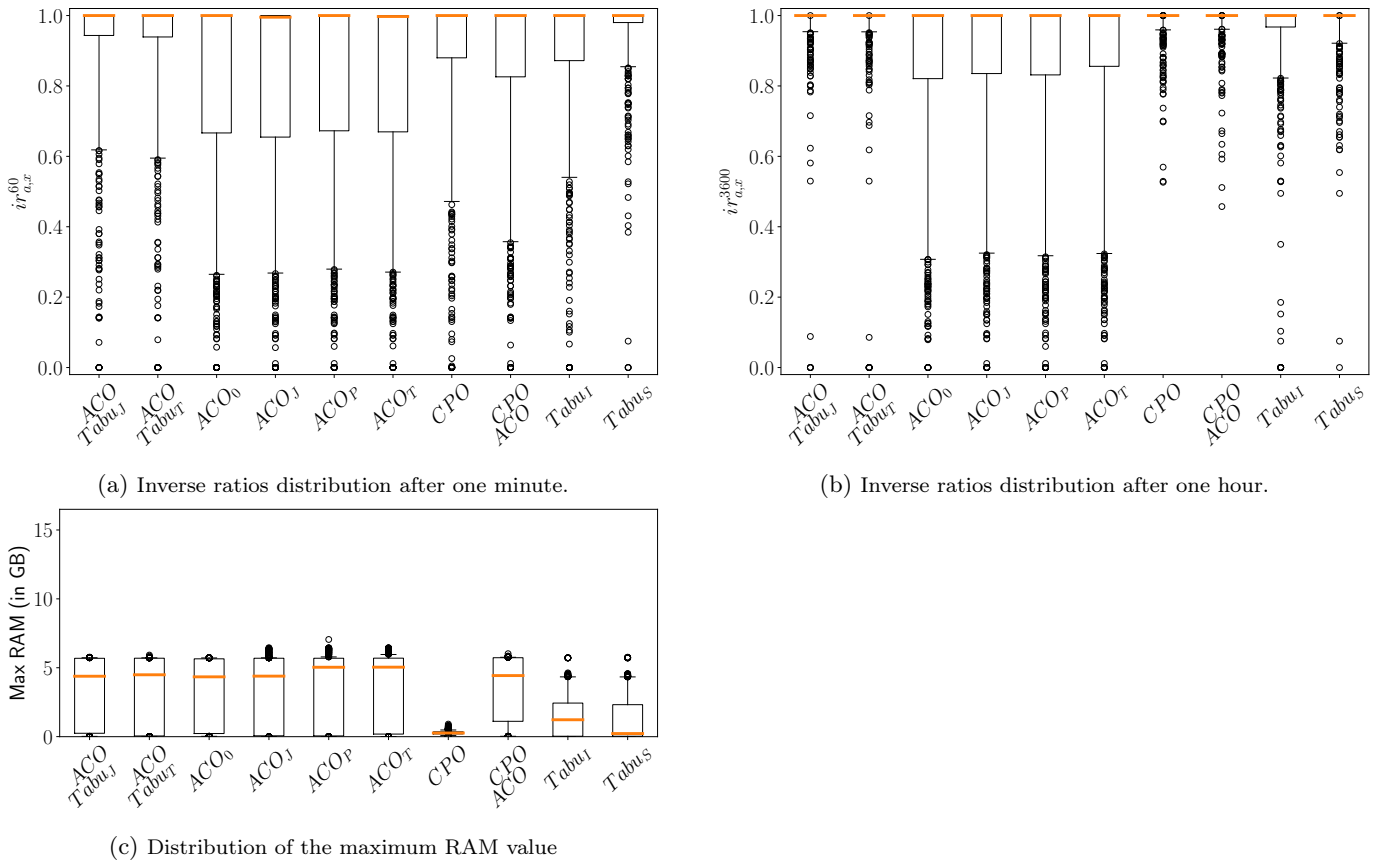 1.0
0.8
0.6
0.4
0.2
0.0
ir^{60}_{a,x}
ACO Tabu_J
ACO Tabu_T
ACO_0
ACO_J
ACO_P
ACO_T
CPO
CPO ACO
Tabu_I
Tabu_S
(a) Inverse ratios distribution after one minute.
1.0
0.8
0.6
0.4
0.2
0.0
ir^{3600}_{a,x}
ACO Tabu_J
ACO Tabu_T
ACO_0
ACO_J
ACO_P
ACO_T
CPO
CPO ACO
Tabu_I
Tabu_S
(b) Inverse ratios distribution after one hour.
15
10
5
0
Max RAM (in GB)
ACO Tabu_J
ACO Tabu_T
ACO_0
ACO_J
ACO_P
ACO_T
CPO
CPO ACO
Tabu_I
Tabu_S
(c) Distribution of the maximum RAM value